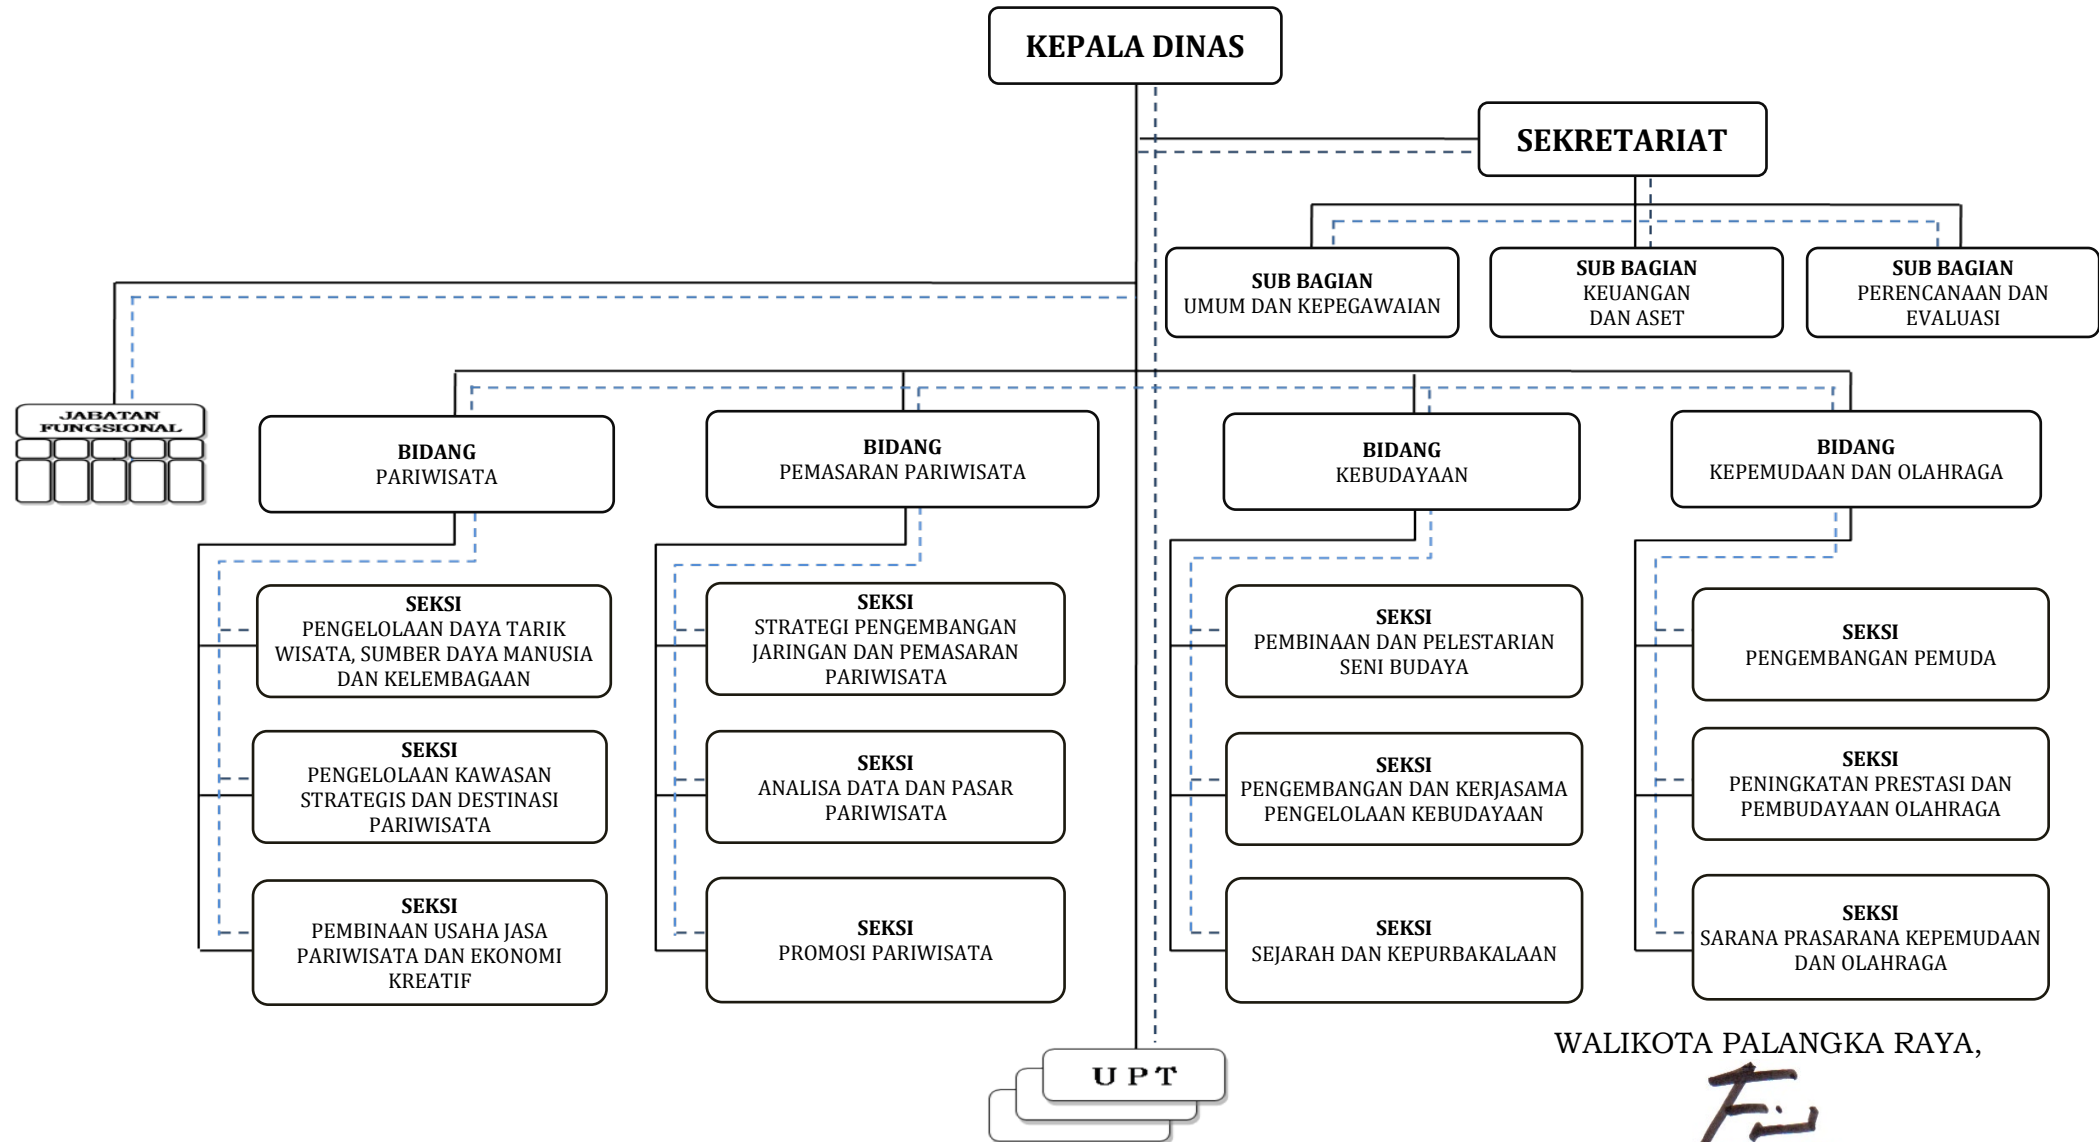 KEPALA DINAS
SEKRETARIAT
SUB BAGIAN
UMUM DAN KEPEGAWAIAN
SUB BAGIAN
KEUANGAN
DAN ASET
SUB BAGIAN
PERENCANAAN DAN
EVALUASI
JABATAN
FUNGSIONAL
BIDANG
PARIWISATA
BIDANG
PEMASARAN PARIWISATA
BIDANG
KEBUDAYAAN
BIDANG
KEPEMUDAAN DAN OLAHRAGA
SEKSI
PENGELOLAAN DAYA TARIK
WISATA, SUMBER DAYA MANUSIA
DAN KELEMBAGAAN
SEKSI
STRATEGI PENGEMBANGAN
JARINGAN DAN PEMASARAN
PARIWISATA
SEKSI
PEMBINAAN DAN PELESTARIAN
SENI BUDAYA
SEKSI
PENGEMBANGAN PEMUDA
SEKSI
PENGELOLAAN KAWASAN
STRATEGIS DAN DESTINASI
PARIWISATA
SEKSI
ANALISA DATA DAN PASAR
PARIWISATA
SEKSI
PENGEMBANGAN DAN KERJASAMA
PENGELOLAAN KEBUDAYAAN
SEKSI
PENINGKATAN PRESTASI DAN
PEMBUDAYAAN OLAHRAGA
SEKSI
PEMBINAAN USAHA JASA
PARIWISATA DAN EKONOMI
KREATIF
SEKSI
PROMOSI PARIWISATA
SEKSI
SEJARAH DAN KEPURBAKALAAN
SEKSI
SARANA PRASARANA KEPEMUDAAN
DAN OLAHRAGA
WALIKOTA PALANGKA RAYA,
U P T